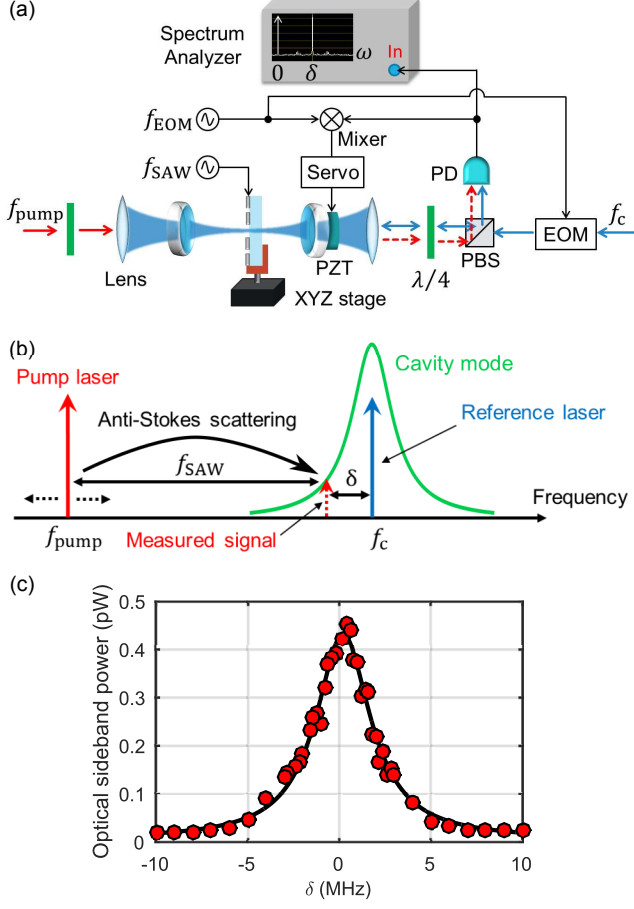 (a)
Spectrum
Analyzer
0 δ ω
In
f_EOM
Mixer
f_SAW
Servo
PD
f_pump
f_c
EOM
Lens
PZT
λ/4
PBS
XYZ stage
(b)
Pump laser
Cavity mode
Anti-Stokes scattering
Reference laser
f_SAW
δ
Frequency
f_pump
Measured signal
f_c
(c)
Optical sideband power (pW)
0.5
0.4
0.3
0.2
0.1
0
-10 -5 0 5 10
δ (MHz)